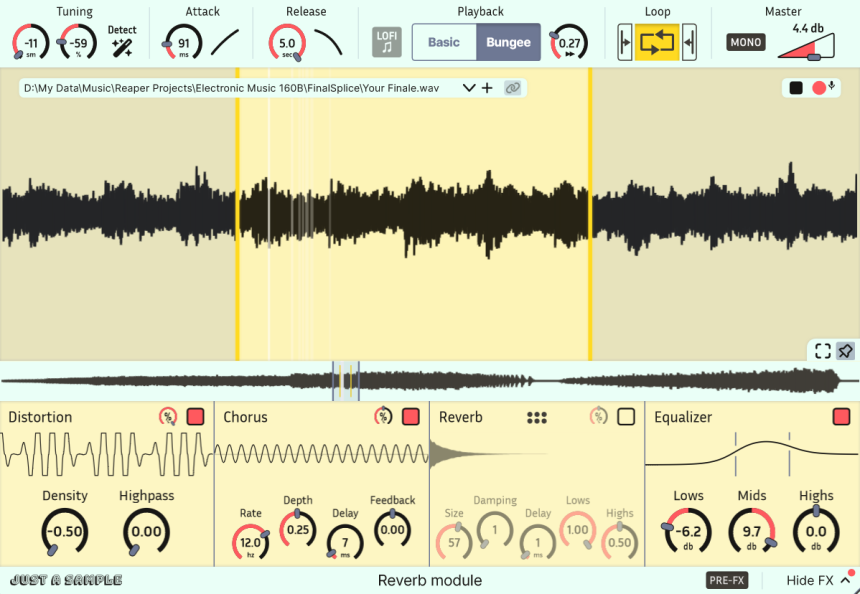 Tuning Attack Release Playback Loop Master
-11 sm -59 % Detect 91 ms 5.0 sec LOFI Basic Bungee 0.27 MONO 4.4 db
D:\My Data\Music\Reaper Projects\Electronic Music 160B\FinalSplice\Your Finale.wav
Distortion % Chorus % Reverb % Equalizer
Density Highpass
-0.50 0.00
Rate Depth Delay Feedback
12.0 hz 0.25 7 ms 0.00
Size Damping Delay Lows Highs
57 1 1 ms 1.00 0.50
Lows Mids Highs
-6.2 db 9.7 db 0.0 db
JUST A SAMPLE Reverb module PRE-FX Hide FX